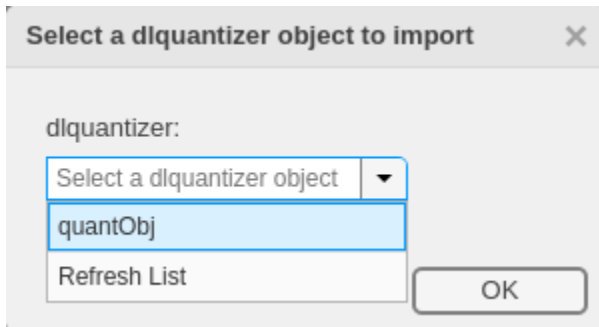 Select a dlquantizer object to import
dlquantizer:
Select a dlquantizer object
quantObj
Refresh List
OK